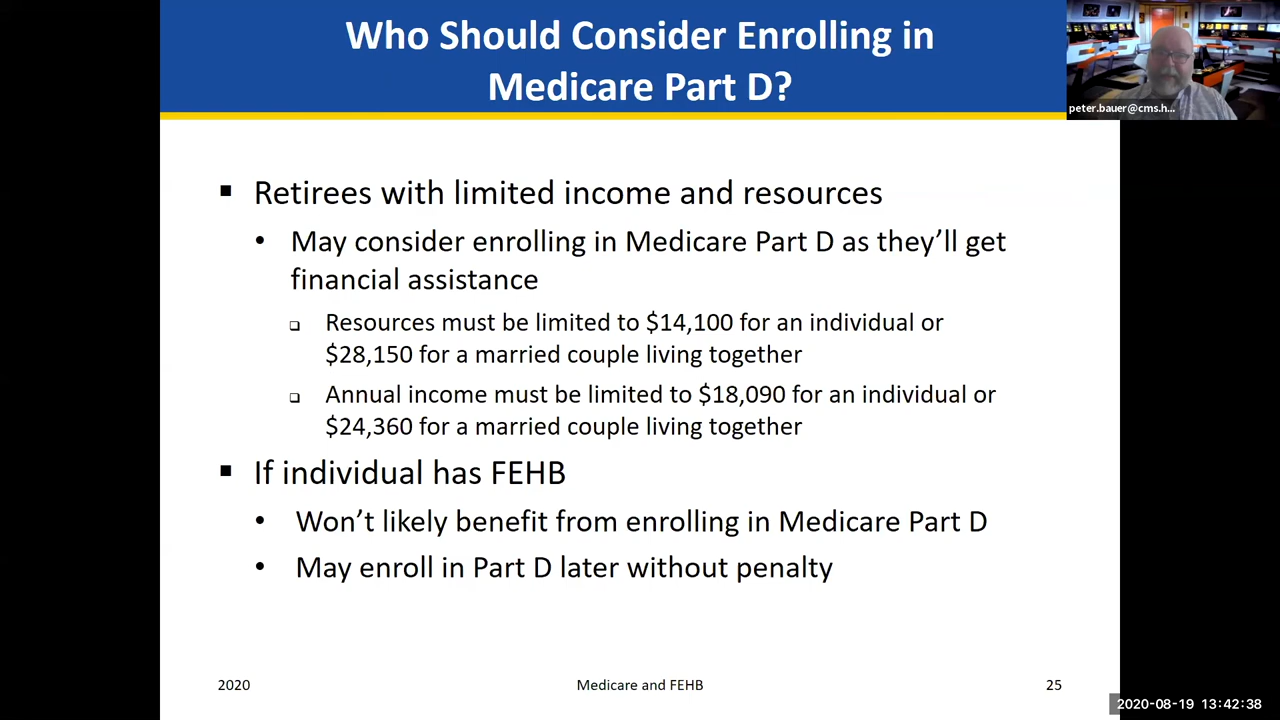 Who Should Consider Enrolling in
Medicare Part D?
peter.bauer@cms.h...
▪ Retirees with limited income and resources
• May consider enrolling in Medicare Part D as they’ll get
financial assistance
❑ Resources must be limited to $14,100 for an individual or
$28,150 for a married couple living together
❑ Annual income must be limited to $18,090 for an individual or
$24,360 for a married couple living together
▪ If individual has FEHB
• Won’t likely benefit from enrolling in Medicare Part D
• May enroll in Part D later without penalty
2020
Medicare and FEHB
25
2020-08-19 13:42:38